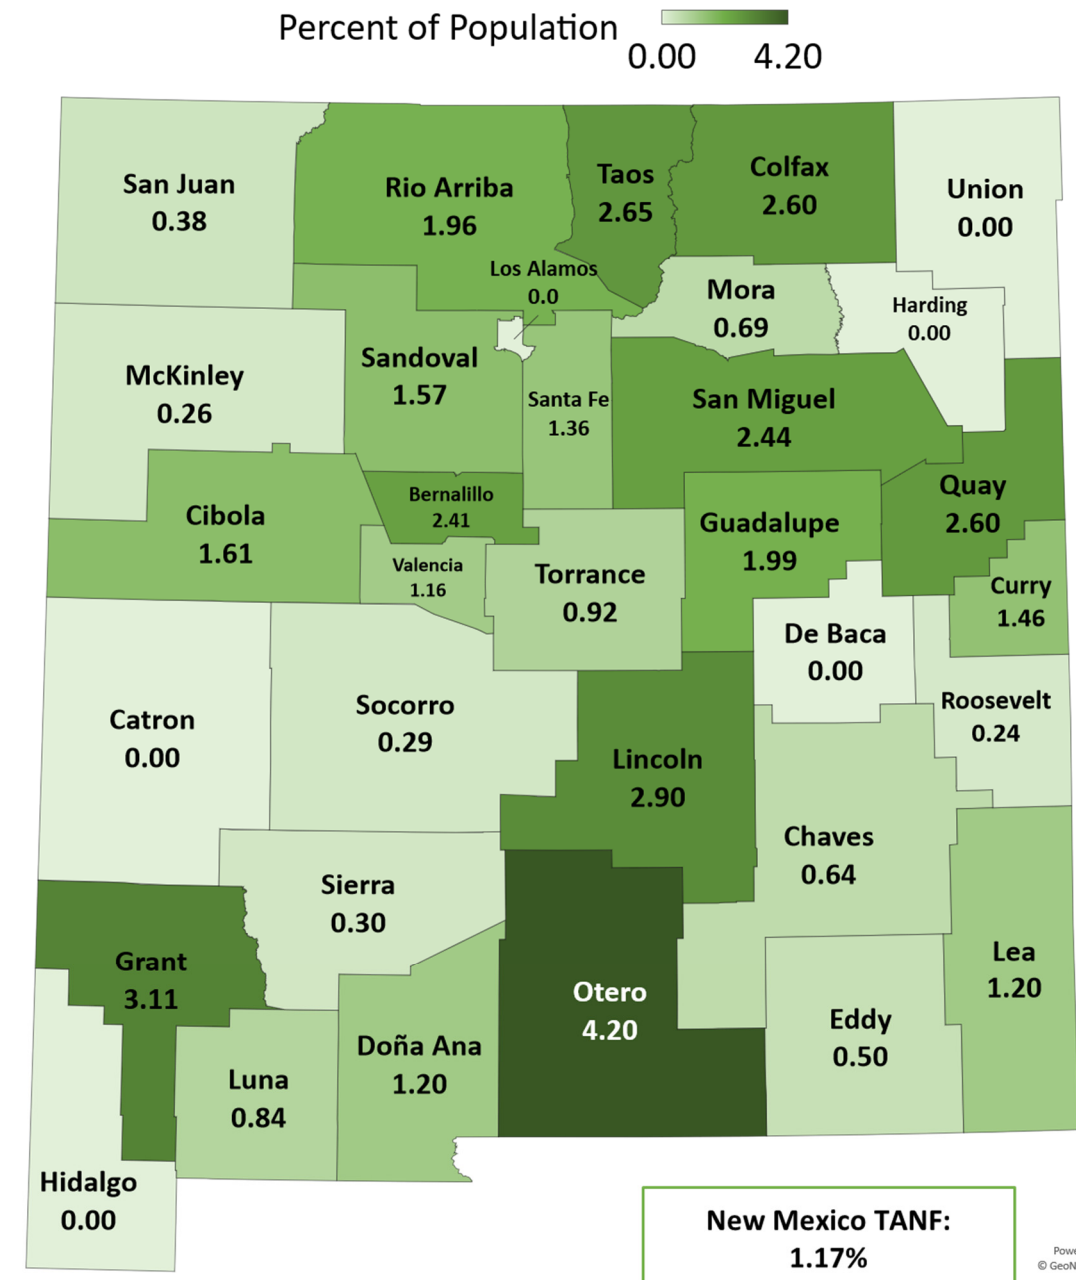 Percent of Population
0.00 4.20
San Juan
0.38
Rio Arriba
1.96
Taos
2.65
Colfax
2.60
Union
0.00
Los Alamos
0.0
Mora
0.69
Harding
0.00
McKinley
0.26
Sandoval
1.57
Santa Fe
1.36
San Miguel
2.44
Bernalillo
2.41
Quay
2.60
Cibola
1.61
Valencia
1.16
Torrance
0.92
Guadalupe
1.99
Curry
1.46
De Baca
0.00
Catron
0.00
Socorro
0.29
Lincoln
2.90
Roosevelt
0.24
Chaves
0.64
Sierra
0.30
Grant
3.11
Otero
4.20
Lea
1.20
Eddy
0.50
Doña Ana
1.20
Luna
0.84
Hidalgo
0.00
New Mexico TANF:
1.17%